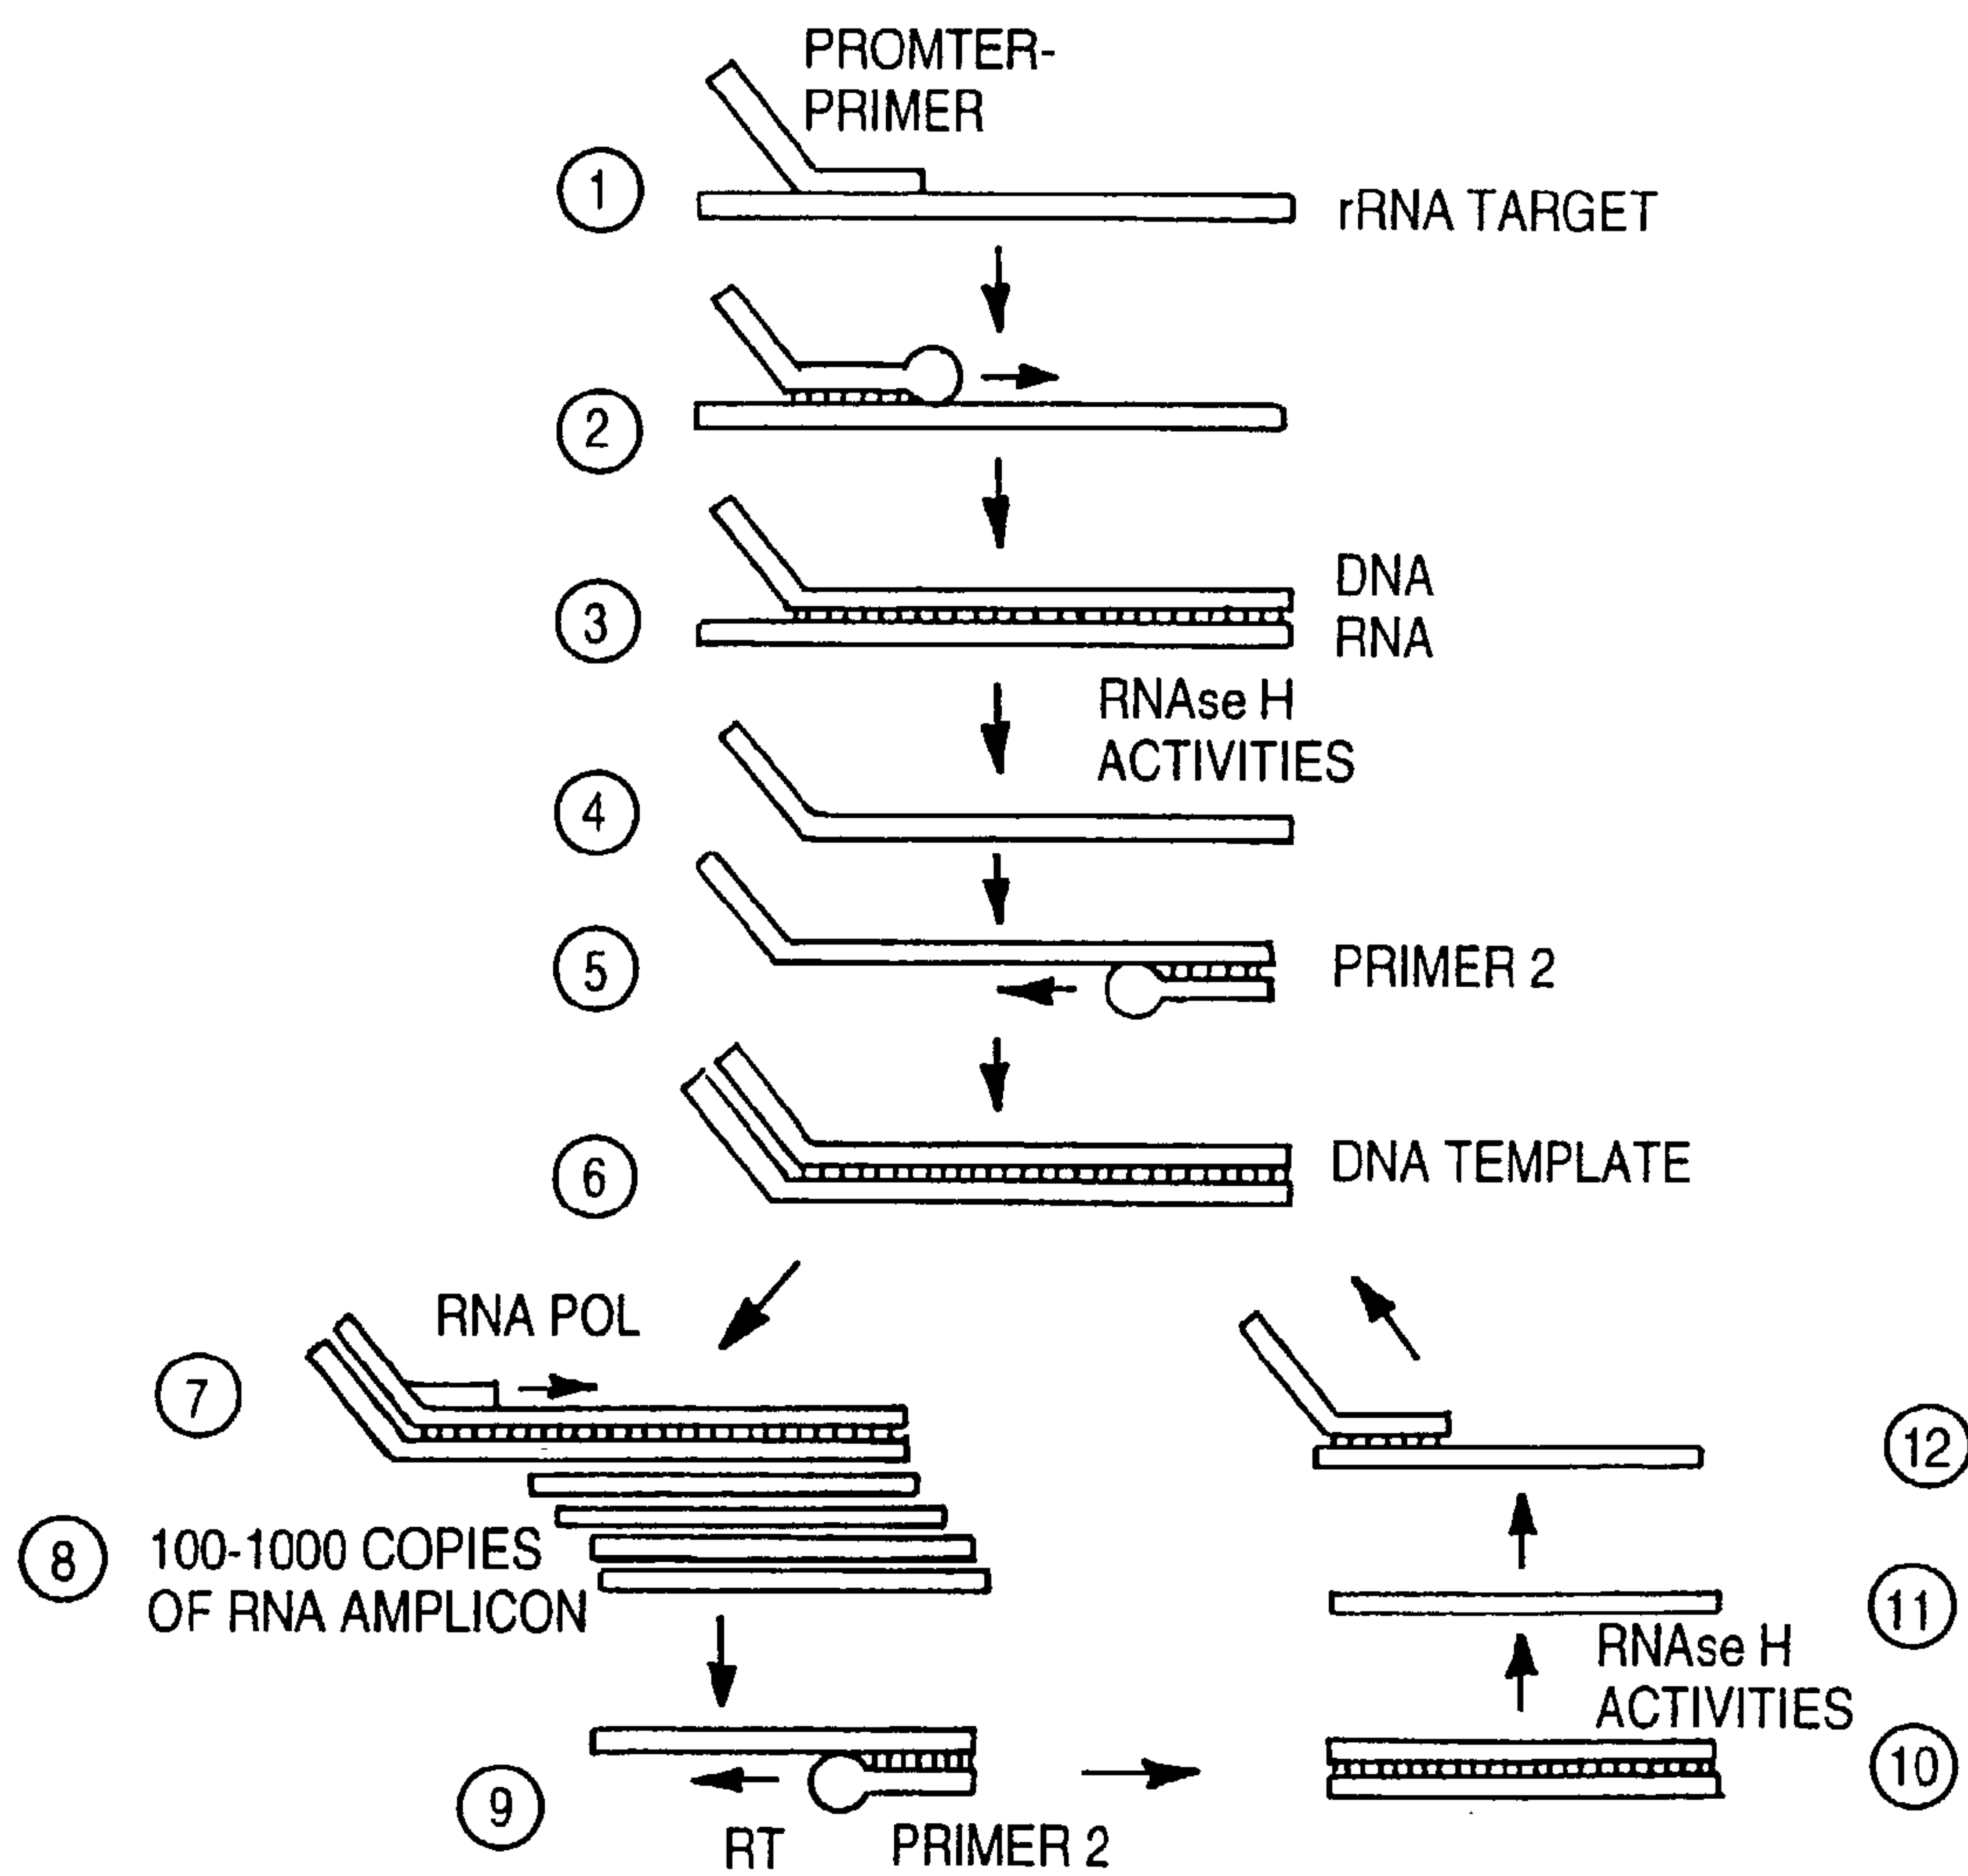 PROMTER-
PRIMER
1
rRNA TARGET
2
3
DNA
RNA
RNAse H
ACTIVITIES
4
5
PRIMER 2
6
DNA TEMPLATE
RNA POL
7
12
8
100-1000 COPIES
OF RNA AMPLICON
11
RNAse H
ACTIVITIES
10
9
RT
PRIMER 2